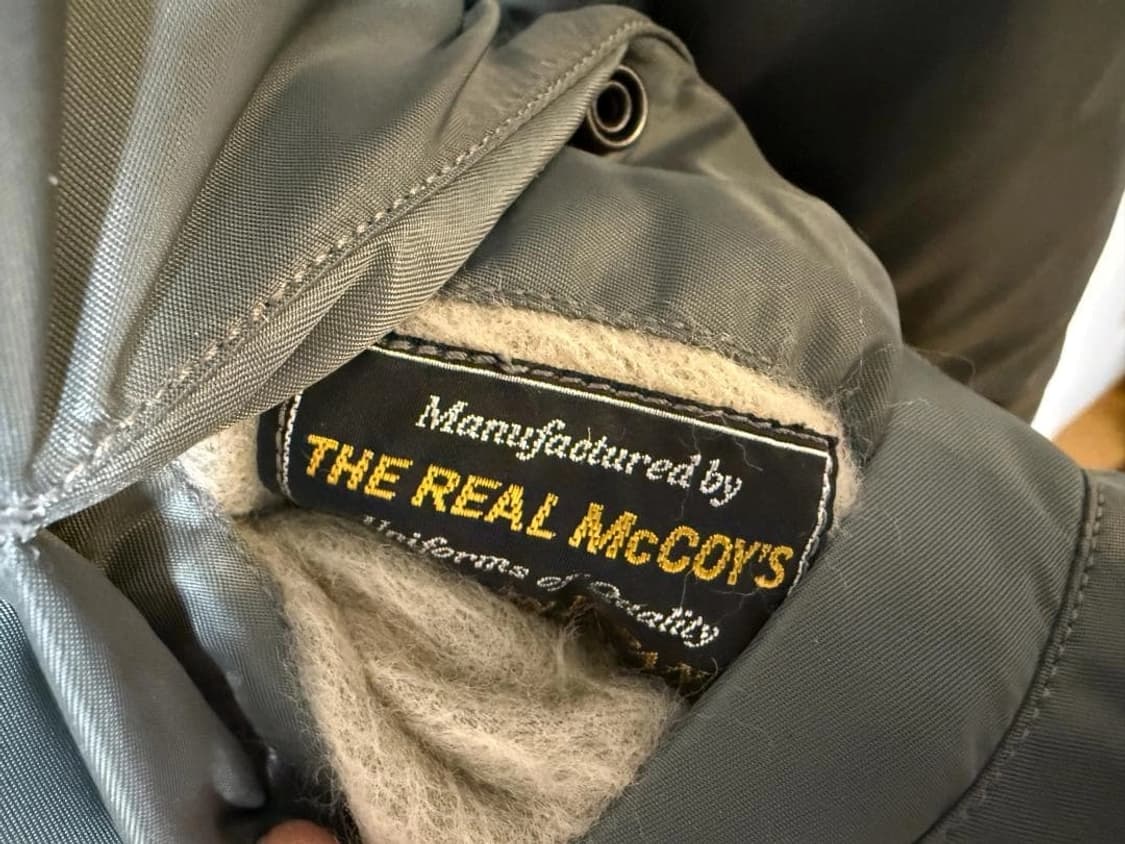 Manufactured by
THE REAL McCOY'S
Uniforms of Quality